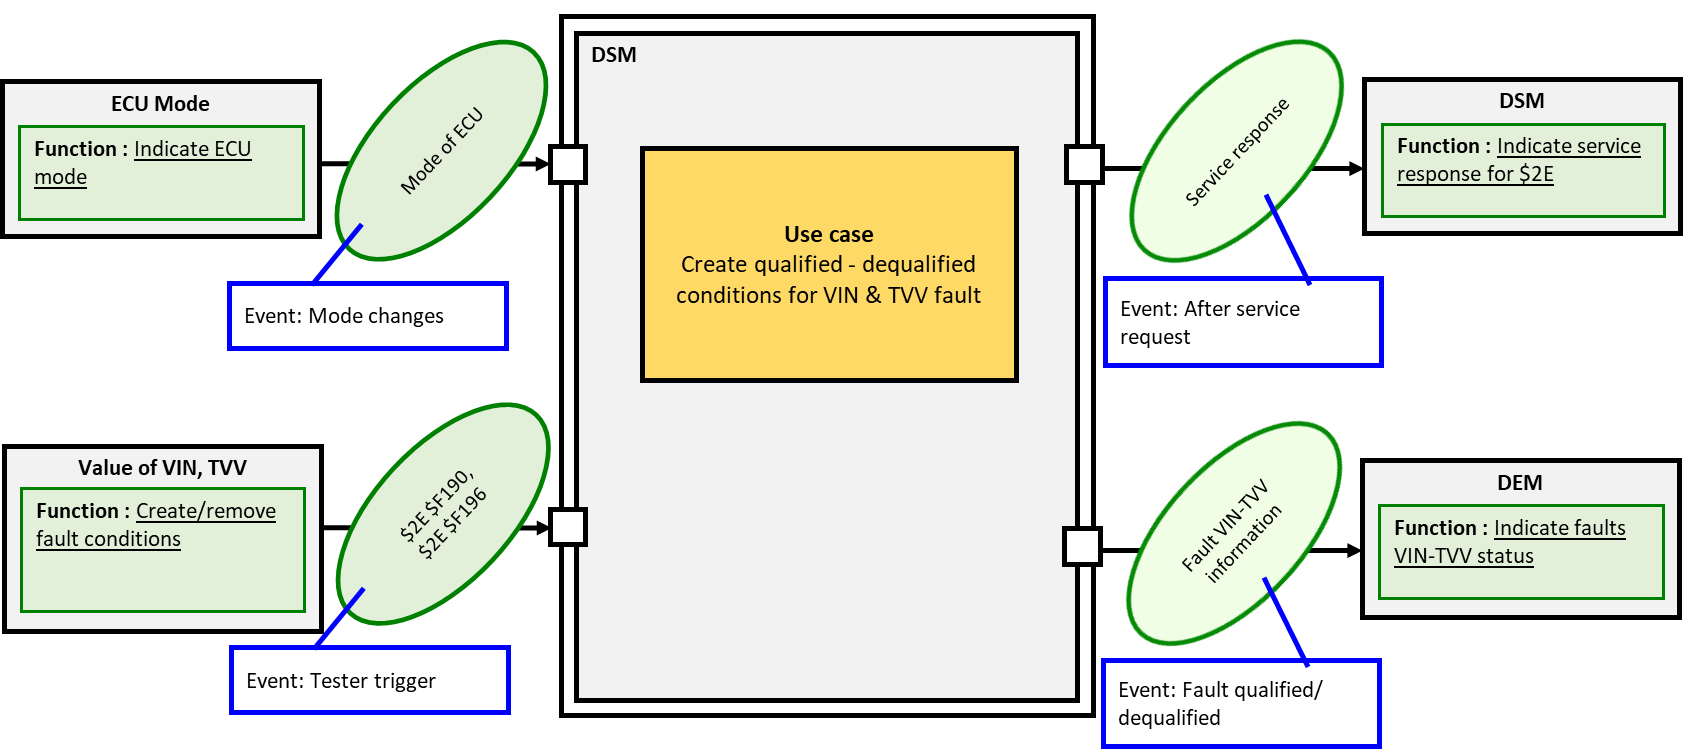 ECU Mode
Function : Indicate ECU
mode
Mode of ECU
Event: Mode changes
Value of VIN, TVV
Function : Create/remove
fault conditions
$2E $F190,
$2E $F196
Event: Tester trigger
DSM
Use case
Create qualified - dequalified
conditions for VIN & TVV fault
Service response
Event: After service
request
DSM
Function : Indicate service
response for $2E
Fault VIN-TVV
information
Event: Fault qualified/
dequalified
DEM
Function : Indicate faults
VIN-TVV status